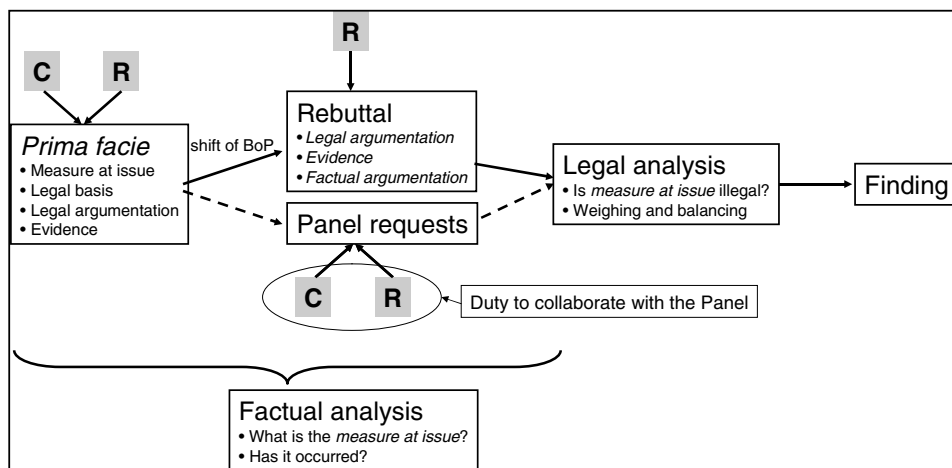 C
R
R
Prima facie
• Measure at issue
• Legal basis
• Legal argumentation
• Evidence
shift of BoP
Rebuttal
• Legal argumentation
• Evidence
• Factual argumentation
Panel requests
C
R
Duty to collaborate with the Panel
Legal analysis
• Is measure at issue illegal?
• Weighing and balancing
Finding
Factual analysis
• What is the measure at issue?
• Has it occurred?